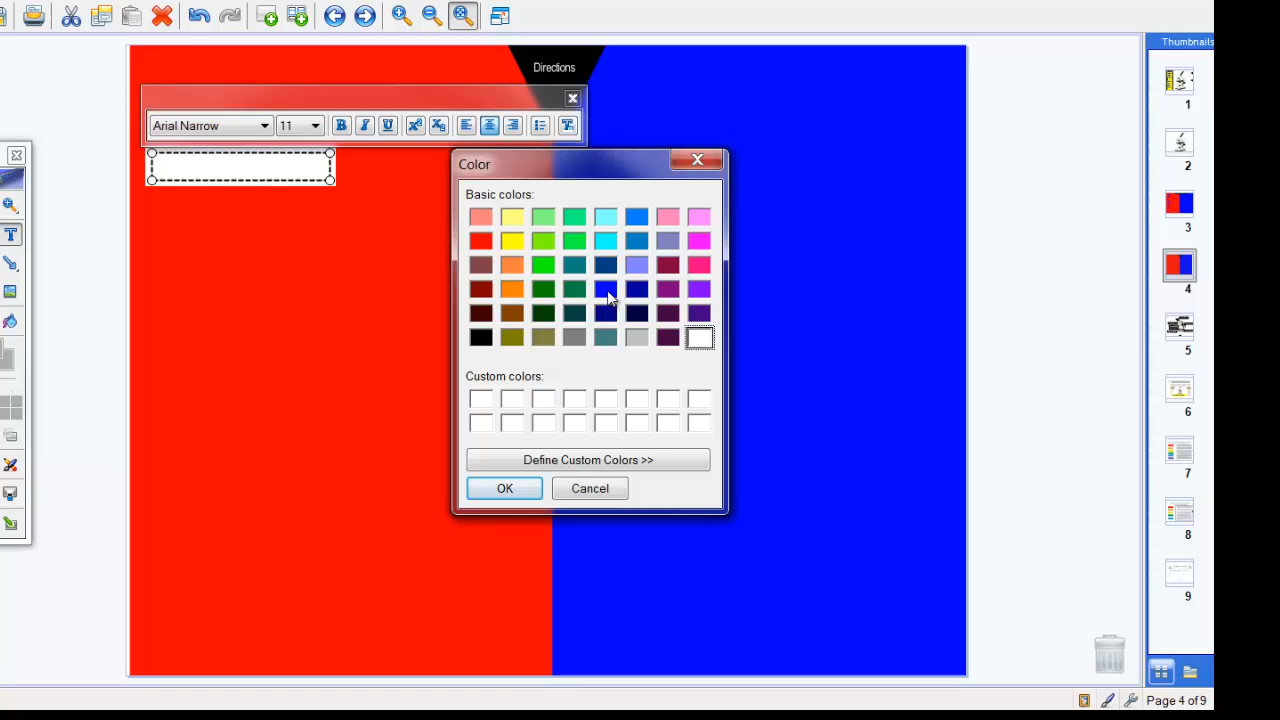 Thumbnails
Directions
Arial Narrow 11 B I U
Color
Basic colors:
Custom colors:
Define Custom Colors >>
OK Cancel
1
2
3
4
5
6
7
8
9
Page 4 of 9